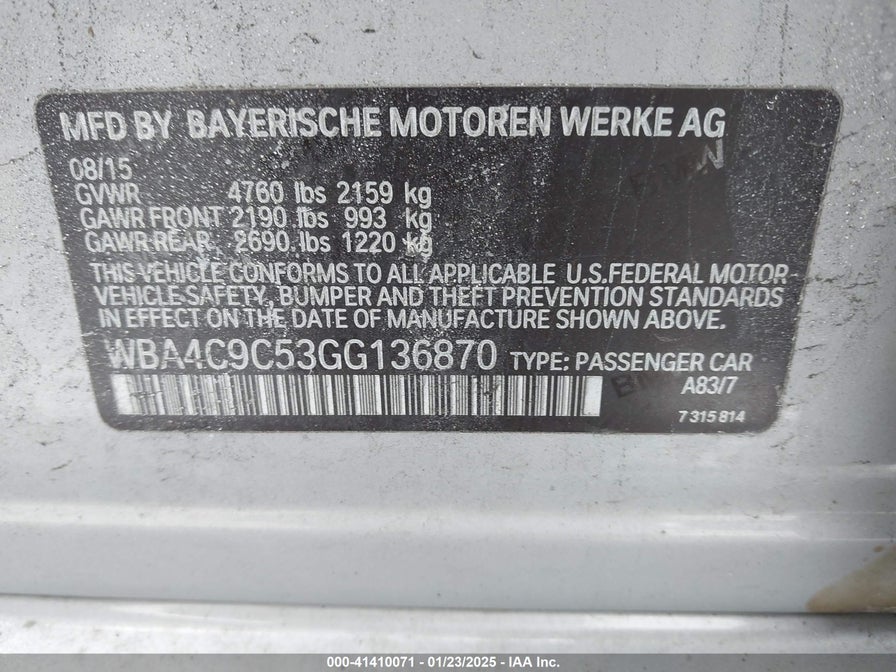 MFD BY BAYERISCHE MOTOREN WERKE AG
08/15
GVWR 4760 lbs 2159 kg
GAWR FRONT 2190 lbs 993 kg
GAWR REAR 2690 lbs 1220 kg
THIS VEHICLE CONFORMS TO ALL APPLICABLE U.S.FEDERAL MOTOR
VEHICLE SAFETY, BUMPER AND THEFT PREVENTION STANDARDS
IN EFFECT ON THE DATE OF MANUFACTURE SHOWN ABOVE.
WBA4C9C53GG136870 TYPE: PASSENGER CAR
A83/7
7 315 814
BMW
000-41410071 - 01/23/2025 - IAA Inc.